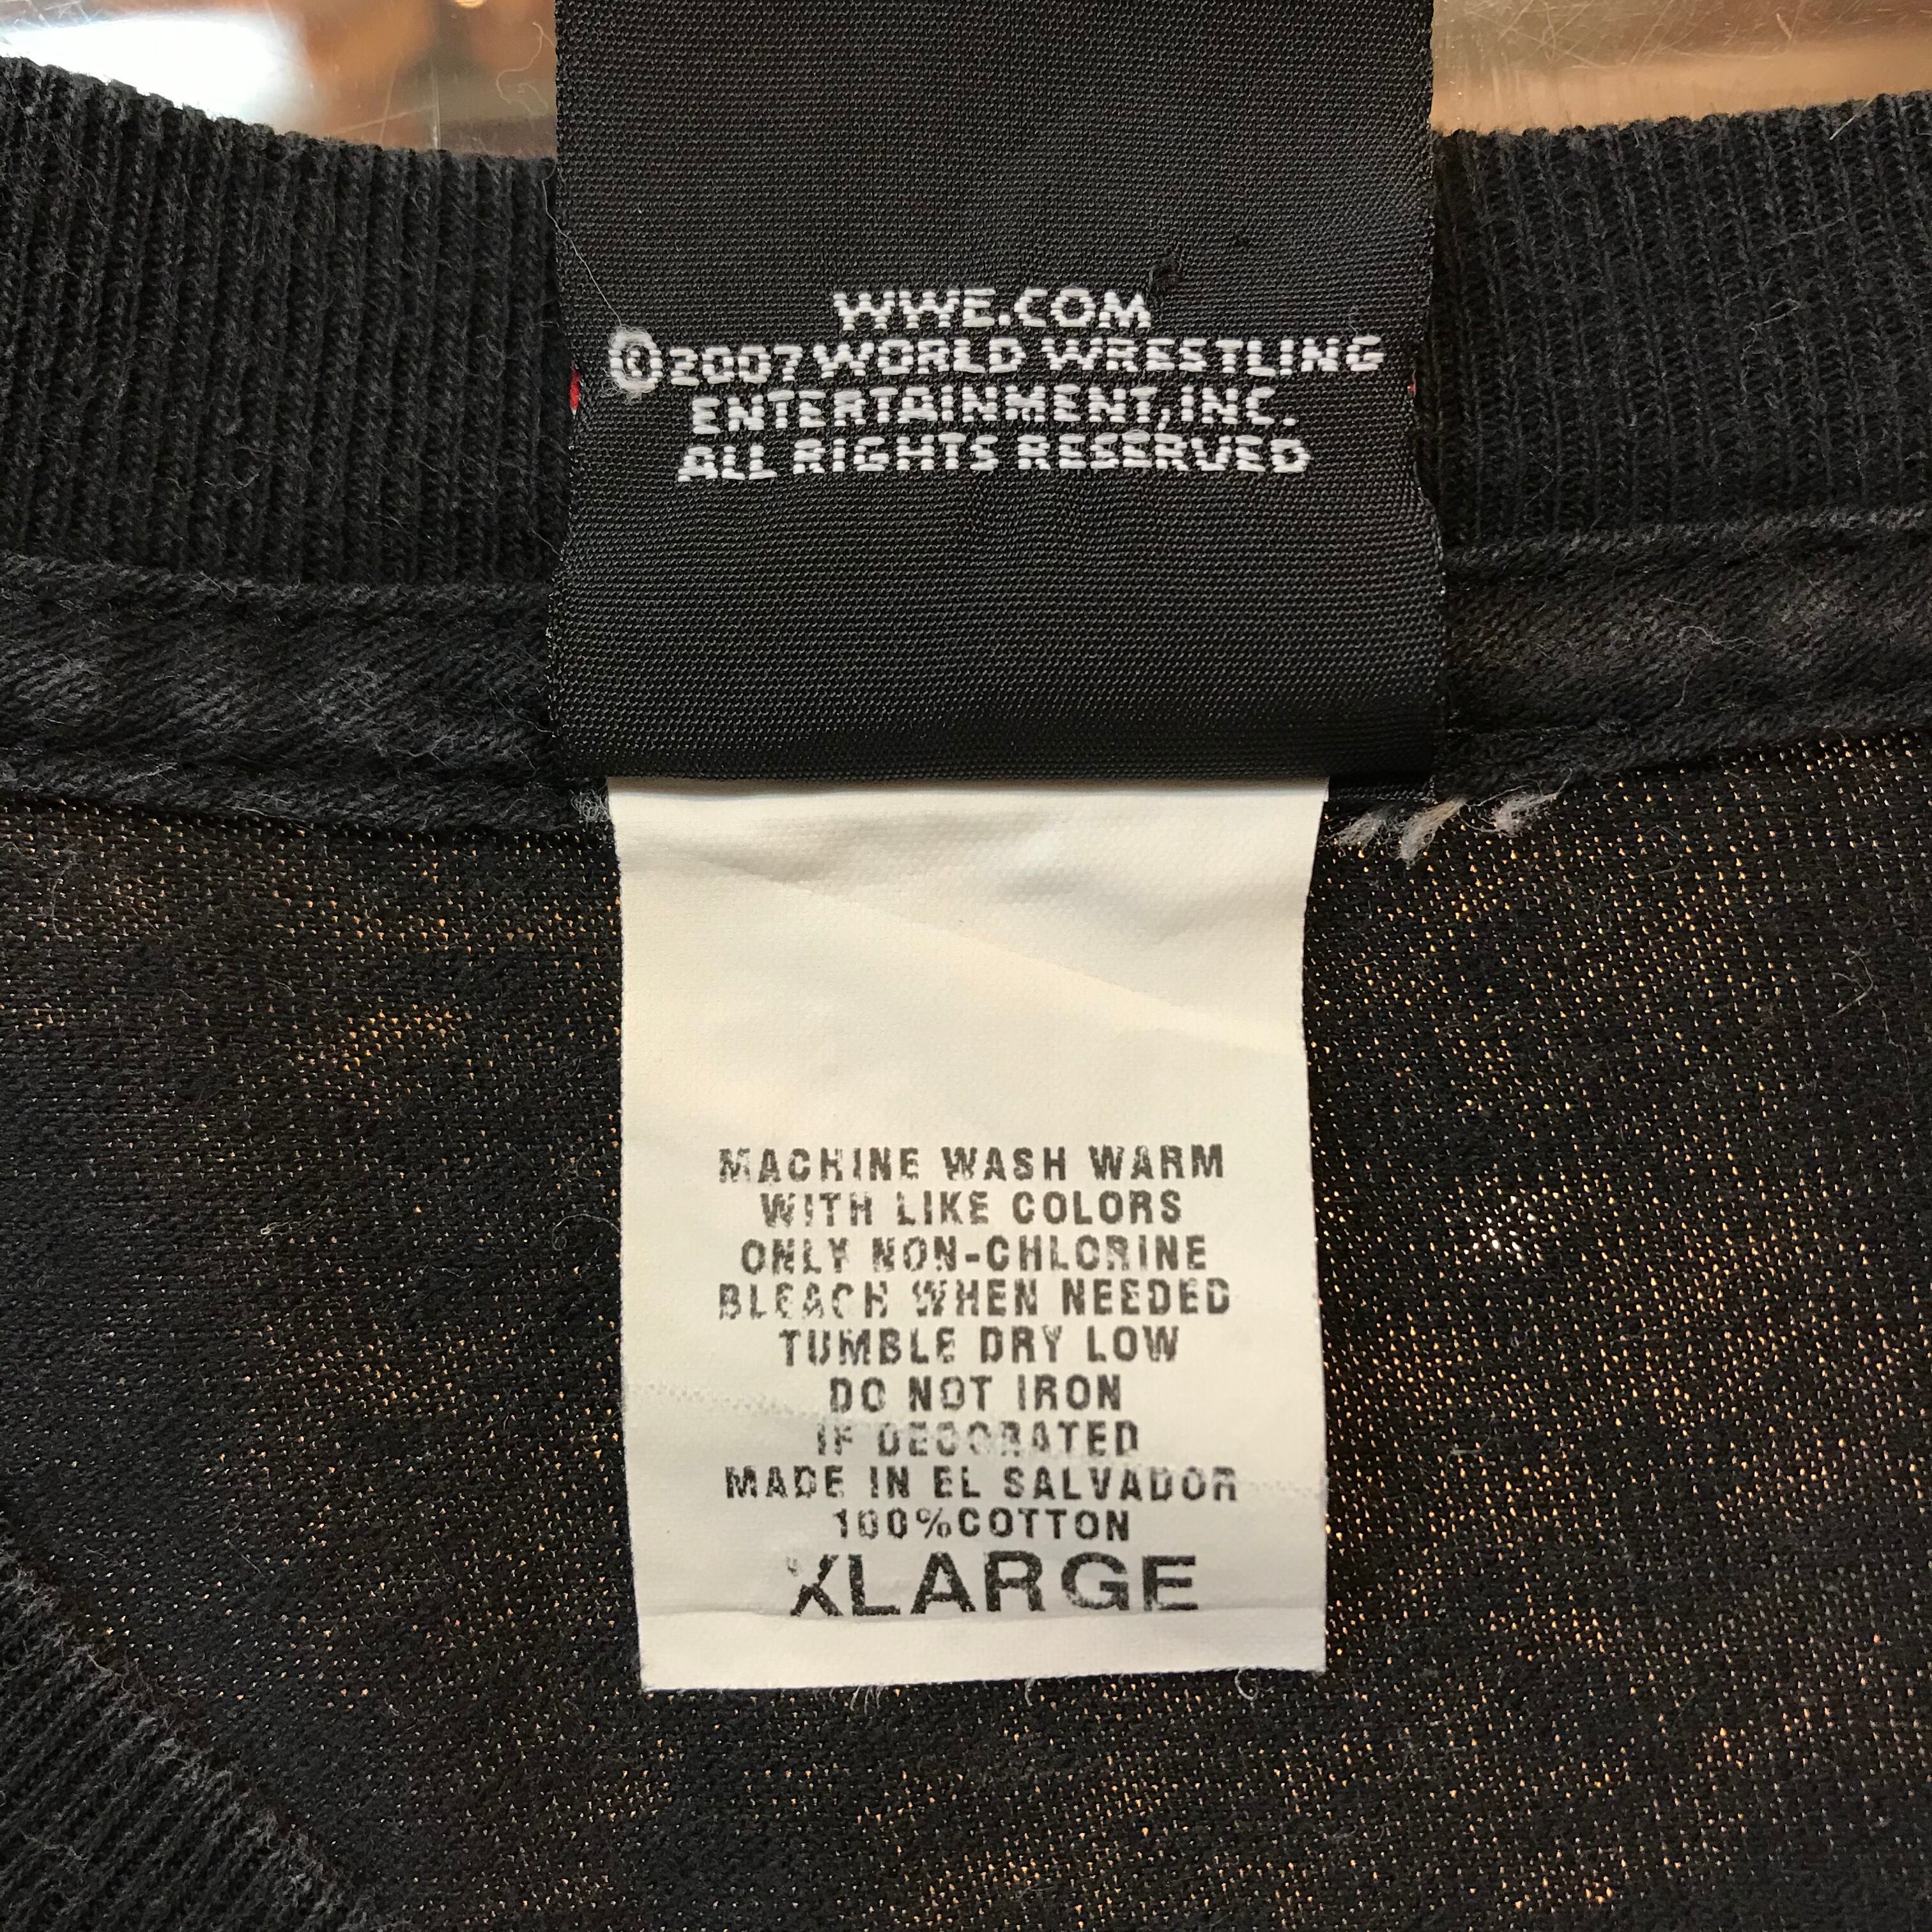 WWE.COM
©2007 WORLD WRESTLING
ENTERTAINMENT, INC.
ALL RIGHTS RESERVED
MACHINE WASH WARM
WITH LIKE COLORS
ONLY NON-CHLORINE
BLEACH WHEN NEEDED
TUMBLE DRY LOW
DO NOT IRON
IF DECORATED
MADE IN EL SALVADOR
100%COTTON
XLARGE